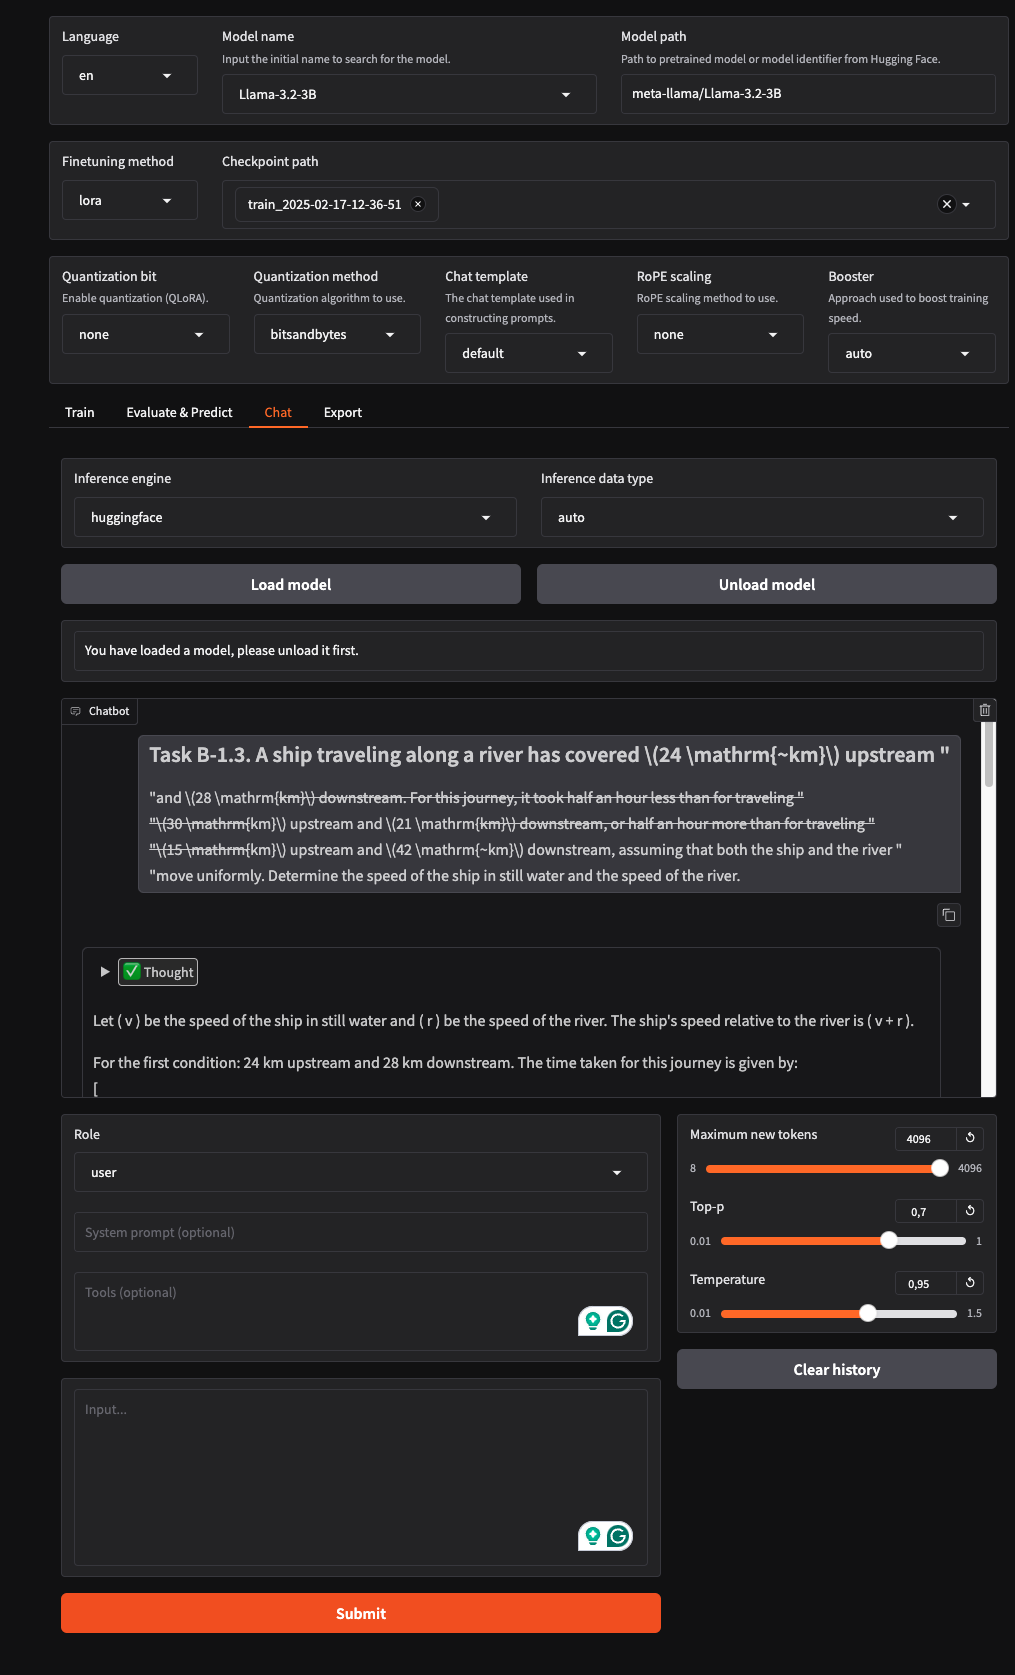 Language
en
Model name
Input the initial name to search for the model.
Llama-3.2-3B
Model path
Path to pretrained model or model identifier from Hugging Face.
meta-llama/Llama-3.2-3B
Finetuning method
lora
Checkpoint path
train_2025-02-17-12-36-51
Quantization bit
Enable quantization (QLoRA).
none
Quantization method
Quantization algorithm to use.
bitsandbytes
Chat template
The chat template used in
constructing prompts.
default
RoPE scaling
RoPE scaling method to use.
none
Booster
Approach used to boost training
speed.
auto
Train Evaluate & Predict Chat Export
Inference engine
huggingface
Inference data type
auto
Load model
Unload model
You have loaded a model, please unload it first.
Chatbot
Task B-1.3. A ship traveling along a river has covered \(24 \mathrm{~km}\) upstream "
"and \(28 \mathrm{km}\) downstream. For this journey, it took half an hour less than for traveling "
"\(30 \mathrm{km}\) upstream and \(21 \mathrm{km}\) downstream, or half an hour more than for traveling "
"\(15 \mathrm{km}\) upstream and \(42 \mathrm{~km}\) downstream, assuming that both the ship and the river "
"move uniformly. Determine the speed of the ship in still water and the speed of the river.
Thought
Let ( v ) be the speed of the ship in still water and ( r ) be the speed of the river. The ship's speed relative to the river is ( v + r ).
For the first condition: 24 km upstream and 28 km downstream. The time taken for this journey is given by:
[
Role
user
System prompt (optional)
Tools (optional)
Input...
Submit
Maximum new tokens
4096
8 4096
Top-p
0,7
0.01 1
Temperature
0,95
0.01 1.5
Clear history